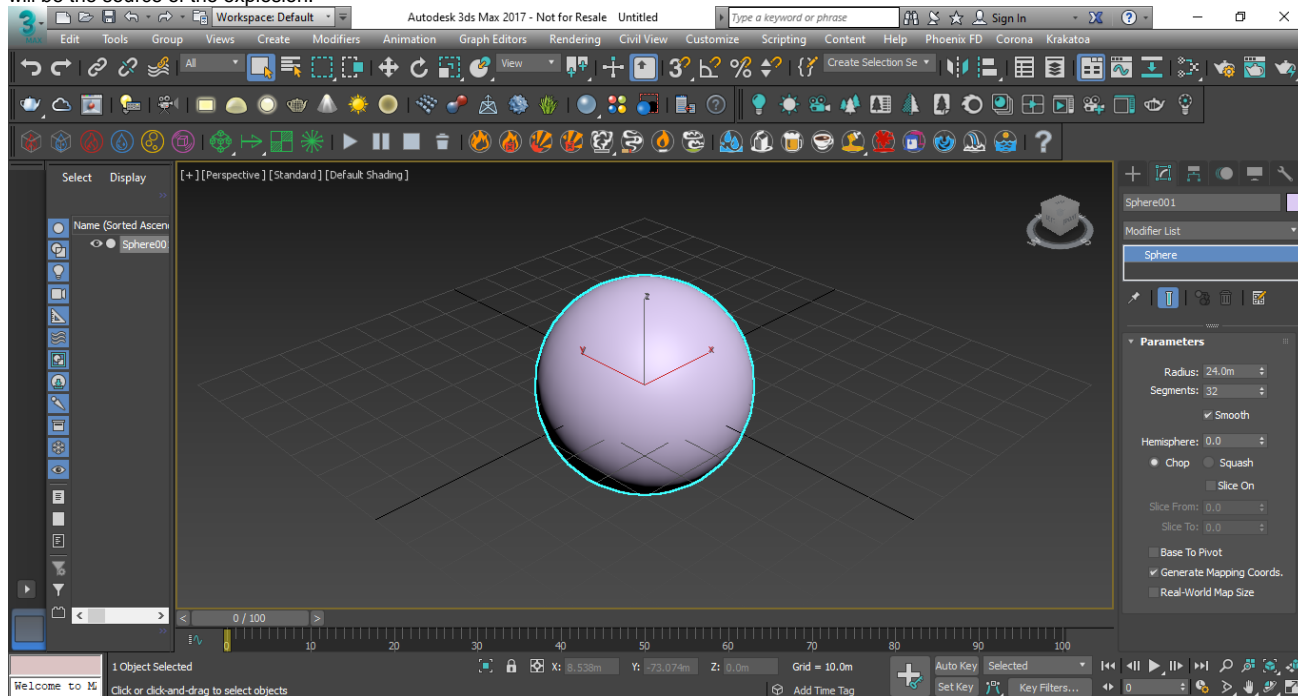 will be the source of the explosion.
3 Workspace: Default Autodesk 3ds Max 2017 - Not for Resale Untitled Type a keyword or phrase Sign In
MAX Edit Tools Group Views Create Modifiers Animation Graph Editors Rendering Civil View Customize Scripting Content Help Phoenix FD Corona Krakatoa
All View 3 Create Selection Se
[+] [Perspective] [Standard] [Default Shading]
Select Display
Name (Sorted Ascen
Sphere00
z
y x
Sphere001
Modifier List
Sphere
Parameters
Radius: 24.0m
Segments: 32
Smooth
Hemisphere: 0.0
Chop Squash
Slice On
Slice From: 0.0
Slice To: 0.0
Base To Pivot
Generate Mapping Coords.
Real-World Map Size
< > < 0 / 100 >
0 10 20 30 40 50 60 70 80 90 100
1 Object Selected X: 8.538m Y: -73.074m Z: 0.0m Grid = 10.0m Auto Key Selected
Welcome to M Click or click-and-drag to select objects Add Time Tag Set Key Key Filters... 0